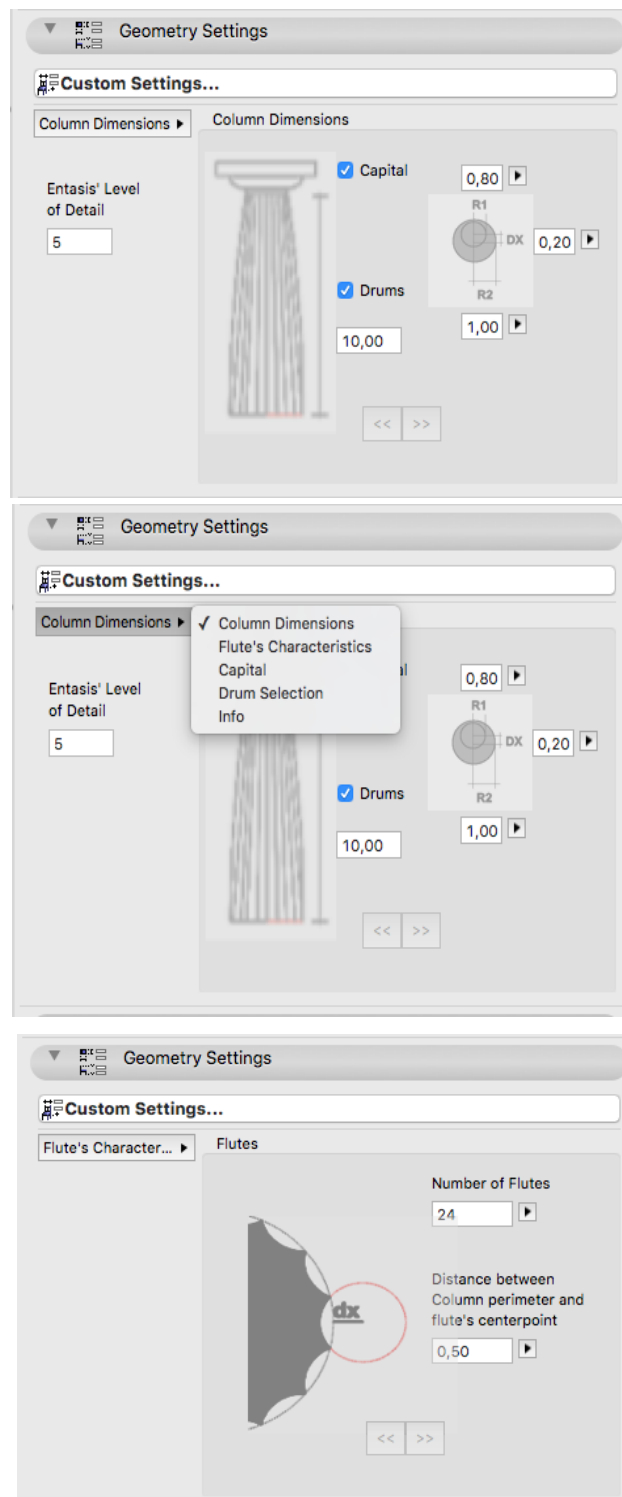 Geometry Settings
Custom Settings...
Column Dimensions
Column Dimensions
Entasis' Level
of Detail
5
Capital
0,80
R1
DX
0,20
Drums
R2
10,00
1,00
<<
>>
Geometry Settings
Custom Settings...
Column Dimensions
✓ Column Dimensions
Flute's Characteristics
Capital
Drum Selection
Info
Entasis' Level
of Detail
5
al
0,80
R1
DX
0,20
Drums
R2
10,00
1,00
<<
>>
Geometry Settings
Custom Settings...
Flute's Character...
Flutes
Number of Flutes
24
dx
Distance between
Column perimeter and
flute's centerpoint
0,50
<<
>>